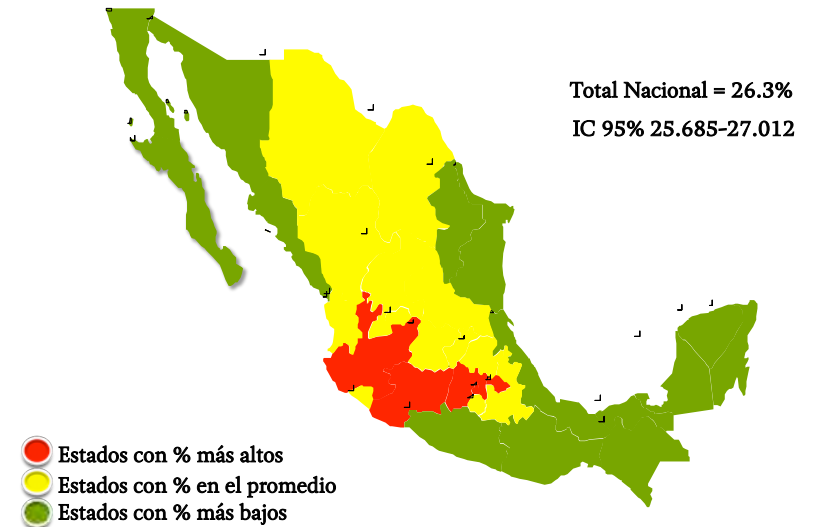 Total Nacional = 26.3%
IC 95% 25.685-27.012
Estados con % más altos
Estados con % en el promedio
Estados con % más bajos